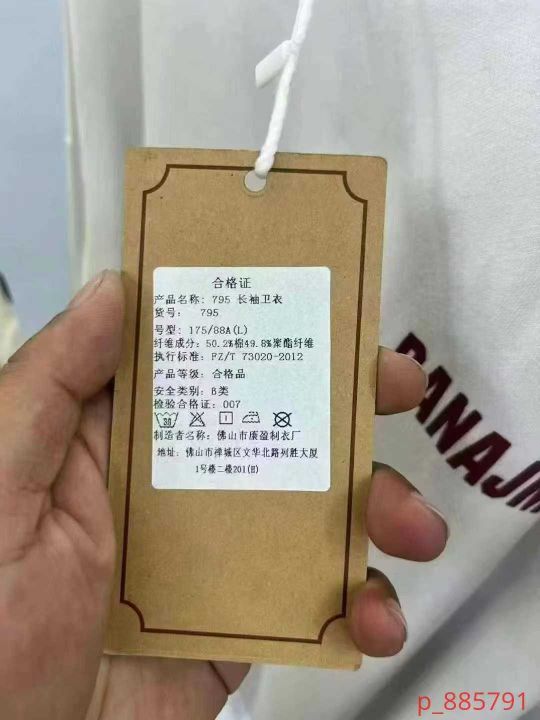 合格证
产品名称: 795 长袖卫衣
货号: 795
号型: 175/88A(L)
纤维成分: 50.2%棉49.8%聚酯纤维
执行标准: FZ/T 73020-2012
产品等级: 合格品
安全类别: B类
检验合格证: 007
30
制造者名称: 佛山市康盈制衣厂
地址: 佛山市禅城区文华北路列胜大厦
1号楼二楼201(H)
p_885791